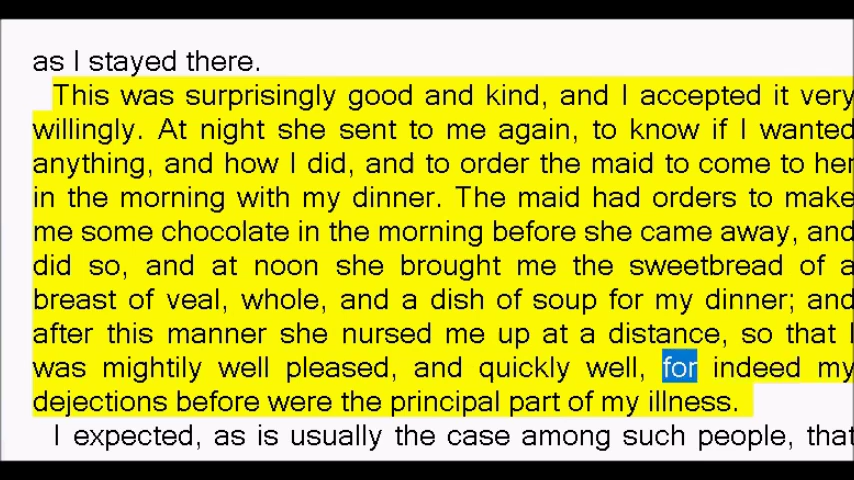 as I stayed there.
This was surprisingly good and kind, and I accepted it very
willingly. At night she sent to me again, to know if I wanted
anything, and how I did, and to order the maid to come to her
in the morning with my dinner. The maid had orders to make
me some chocolate in the morning before she came away, and
did so, and at noon she brought me the sweetbread of a
breast of veal, whole, and a dish of soup for my dinner; and
after this manner she nursed me up at a distance, so that I
was mightily well pleased, and quickly well, for indeed my
dejections before were the principal part of my illness.
I expected, as is usually the case among such people, that